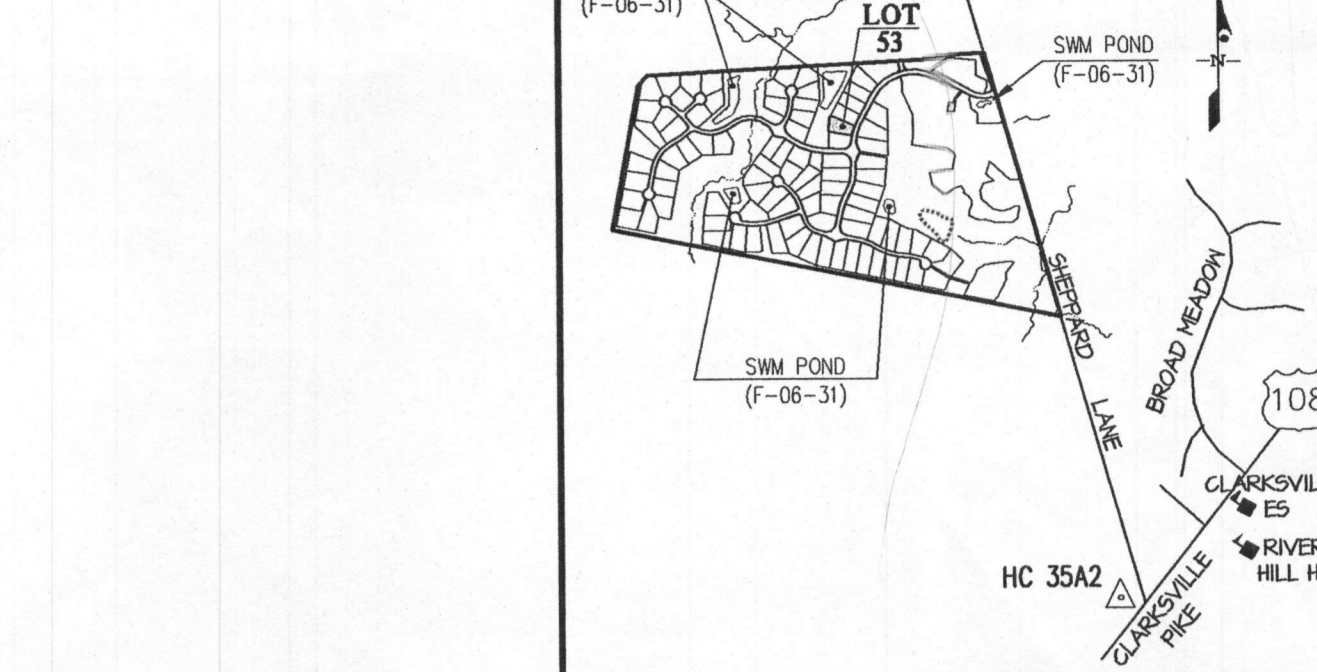 (F-06-31)
LOT
53
SWM POND
(F-06-31)
N
SHEPPARD
LANE
BROAD MEADOW
SWM POND
(F-06-31)
108
CLARKSVIL
ES
RIVER
HILL H
HC 35A2
CLARKSVILLE
PIKE